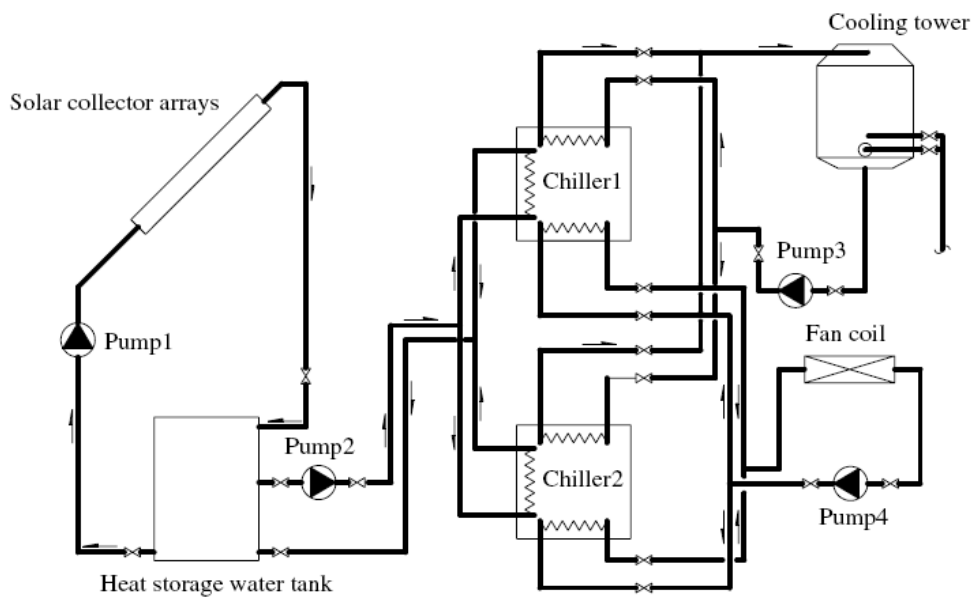 Cooling tower
Solar collector arrays
Chiller1
Pump3
Pump1
Fan coil
Pump2
Chiller2
Pump4
Heat storage water tank